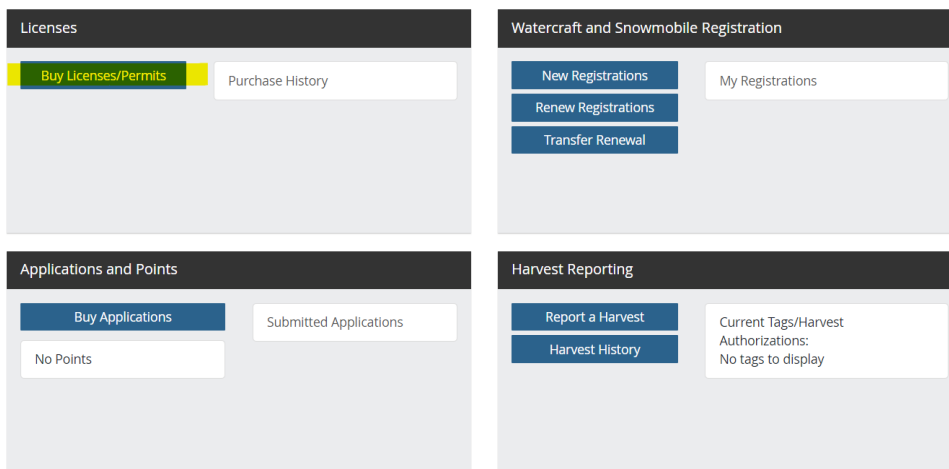 Licenses
Buy Licenses/Permits
Purchase History
Watercraft and Snowmobile Registration
New Registrations
Renew Registrations
Transfer Renewal
My Registrations
Applications and Points
Buy Applications
No Points
Submitted Applications
Harvest Reporting
Report a Harvest
Harvest History
Current Tags/Harvest
Authorizations:
No tags to display